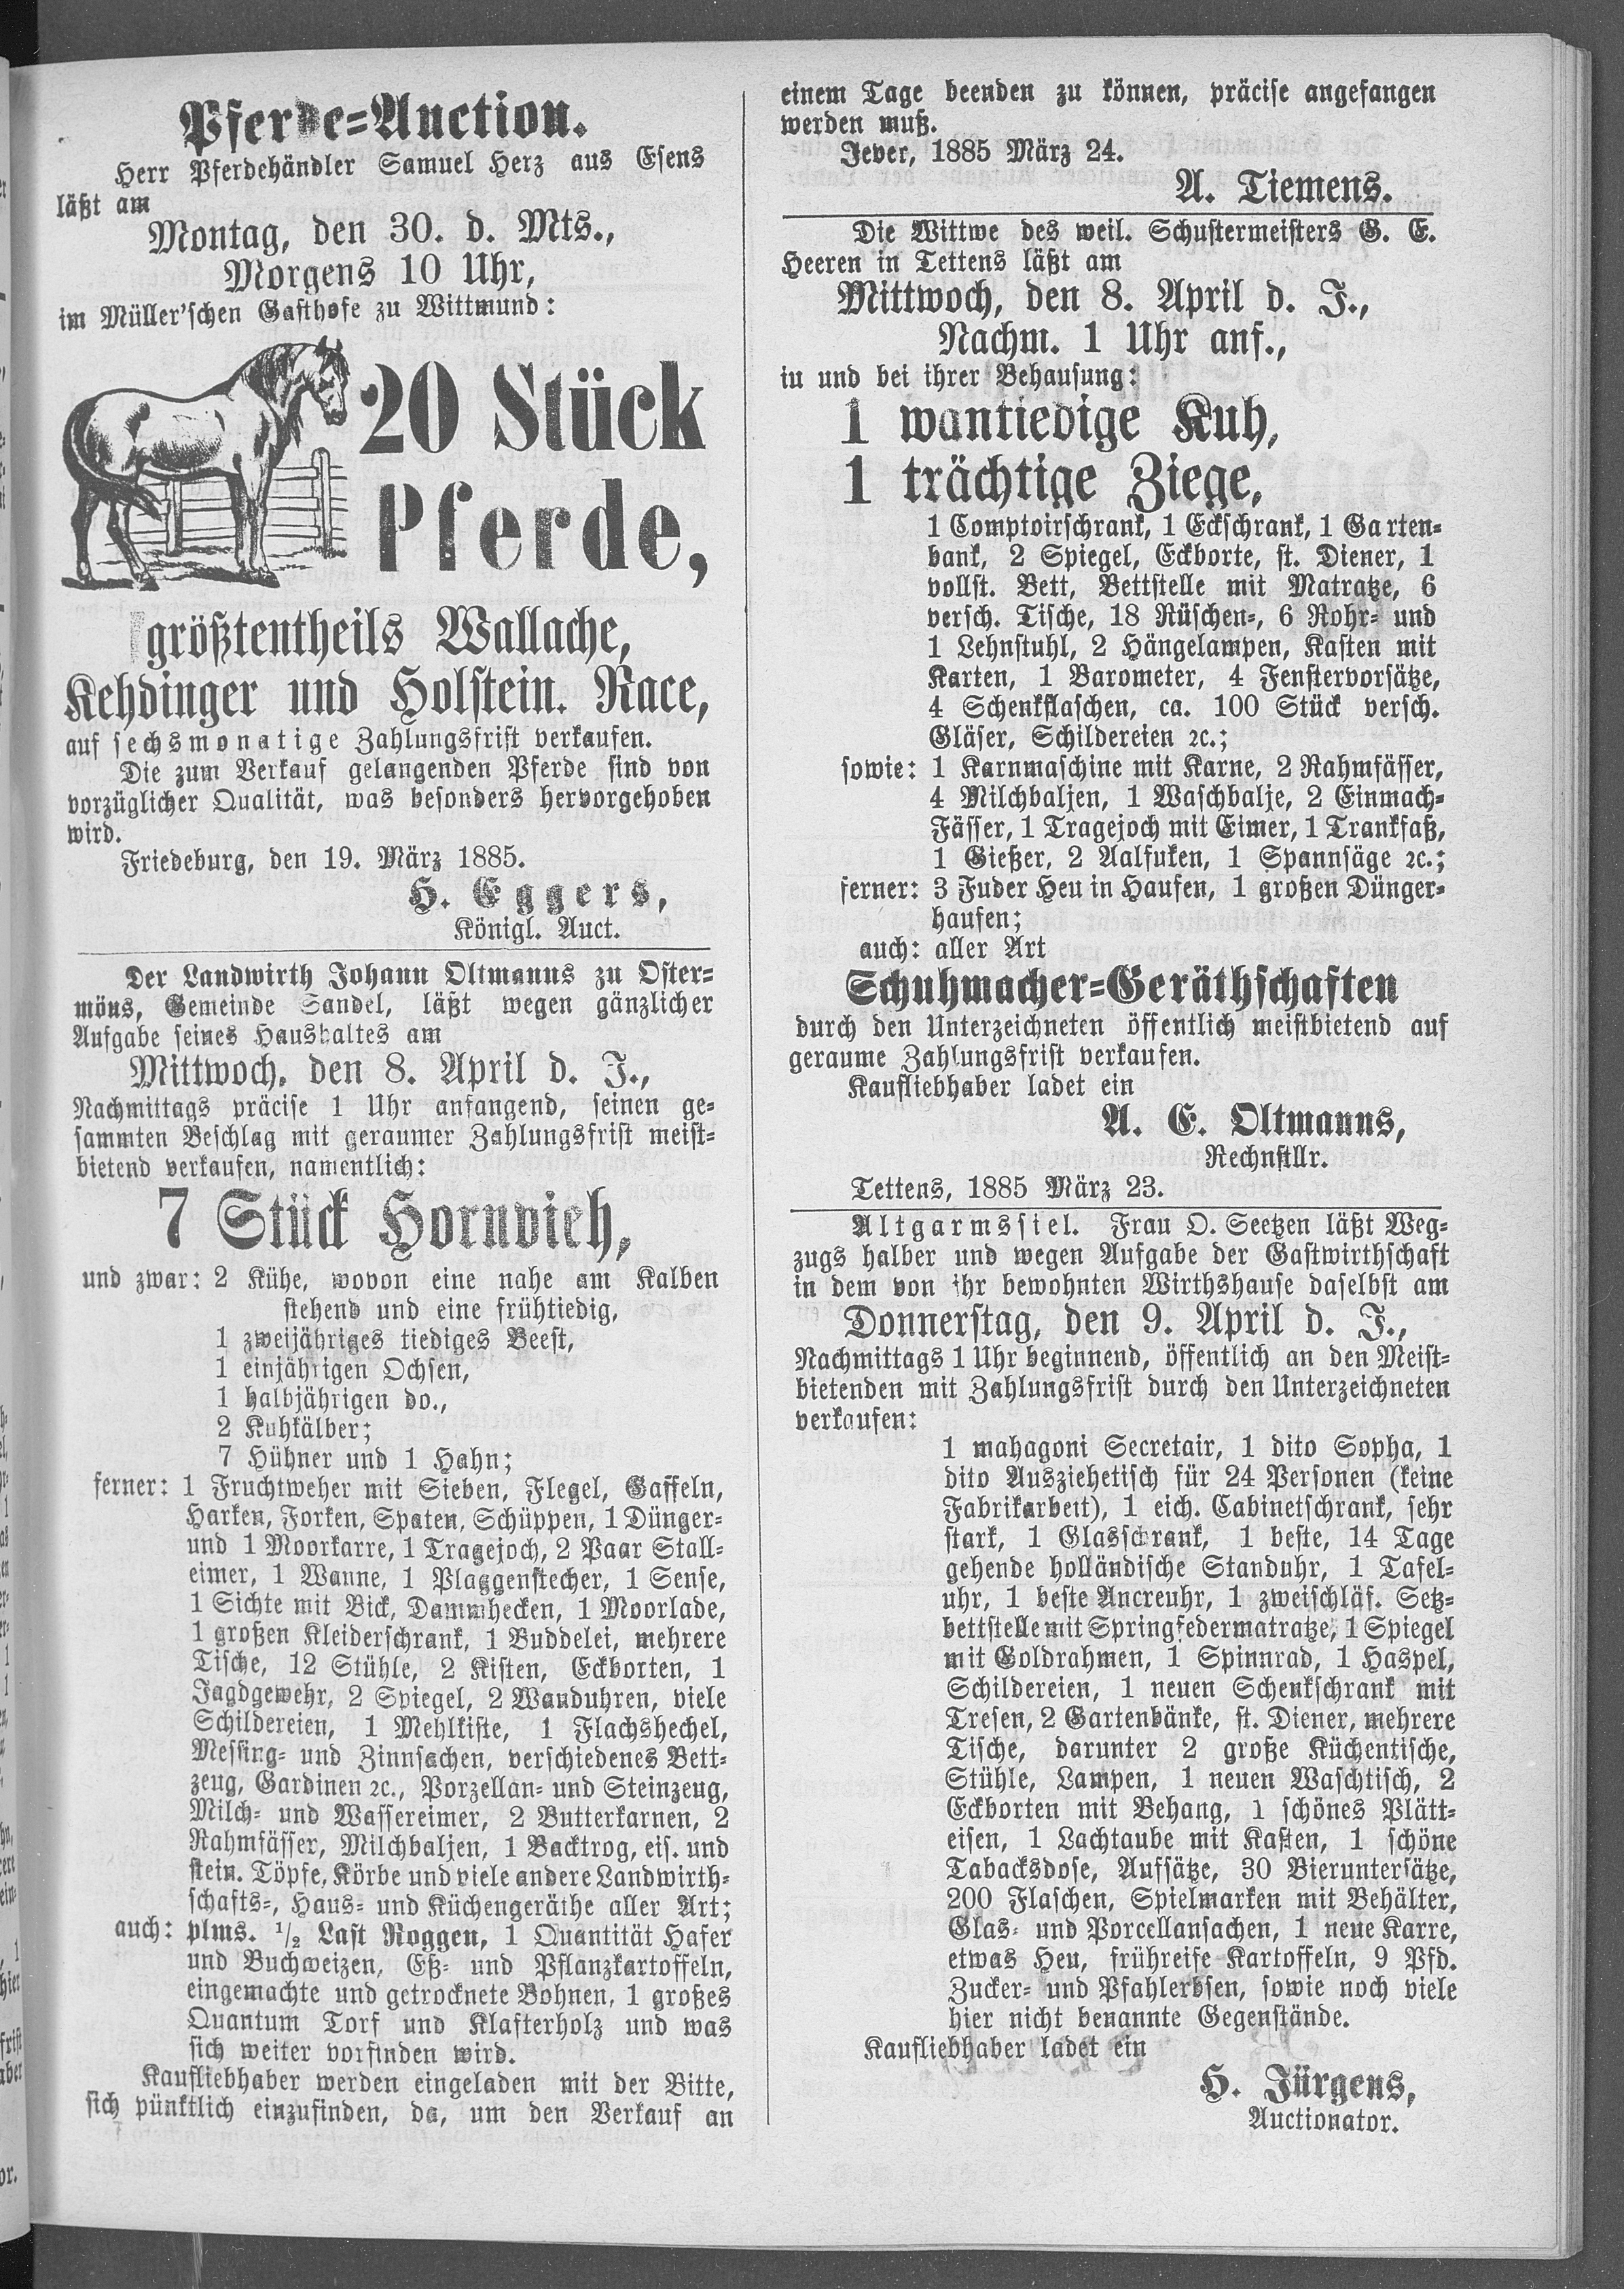 Pferde-Auction.
Herr Pferdehändler Samuel Herz aus Esens
läßt am
Montag, den 30. d. Mts.,
Morgens 10 Uhr,
im Müller'schen Gasthofe zu Wittmund:
20 Stück
Pferde,
größtentheils Wallache,
Kehdinger und Holstein. Race,
auf sechsmonatige Zahlungsfrist verkaufen.
Die zum Verkauf gelangenden Pferde sind von
vorzüglicher Qualität, was besonders hervorgehoben
wird.
Friedeburg, den 19. März 1885.
H. Eggers,
Königl. Auct.
Der Landwirth Johann Oltmanns zu Oster-
möns, Gemeinde Sandel, läßt wegen gänzlicher
Aufgabe seines Haushaltes am
Mittwoch, den 8. April d. J.,
Nachmittags präcise 1 Uhr anfangend, seinen ge-
sammten Beschlag mit geraumer Zahlungsfrist meist-
bietend verkaufen, namentlich:
7 Stück Hornvieh,
und zwar: 2 Kühe, wovon eine nahe am Kalben
stehend und eine frühtiedig,
1 zweijähriges tiediges Beest,
1 einjährigen Ochsen,
1 halbjährigen do.,
2 Kuhkälber;
7 Hühner und 1 Hahn;
ferner: 1 Fruchtweher mit Sieben, Flegel, Gaffeln,
Harken, Forken, Spaten, Schüppen, 1 Dünger-
und 1 Moorkarre, 1 Tragejoch, 2 Paar Stall-
eimer, 1 Wanne, 1 Plaggenstecher, 1 Sense,
1 Sichte mit Bick, Dammhecken, 1 Moorlade,
1 großen Kleiderschrank, 1 Buddelei, mehrere
Tische, 12 Stühle, 2 Kisten, Eckborten, 1
Jagdgewehr, 2 Spiegel, 2 Wanduhren, viele
Schildereien, 1 Mehlkiste, 1 Flachshechel,
Messing- und Zinnsachen, verschiedenes Bett-
zeug, Gardinen ꝛc., Porzellan- und Steinzeug,
Milch- und Wassereimer, 2 Butterkarnen, 2
Rahmfässer, Milchbaljen, 1 Backtrog, eis. und
stein. Töpfe, Körbe und viele andere Landwirth-
schafts-, Haus- und Küchengeräthe aller Art;
auch: plms. 1/2 Last Roggen, 1 Quantität Hafer
und Buchweizen, Eß- und Pflanzkartoffeln,
eingemachte und getrocknete Bohnen, 1 großes
Quantum Torf und Klafterholz und was
sich weiter vorfinden wird.
Kaufliebhaber werden eingeladen mit der Bitte,
sich pünktlich einzufinden, da, um den Verkauf an
einem Tage beenden zu können, präcise angefangen
werden muß.
Jever, 1885 März 24.
A. Tiemens.
Die Wittwe des weil. Schustermeisters G. E.
Heeren in Tettens läßt am
Mittwoch, den 8. April d. J.,
Nachm. 1 Uhr anf.,
in und bei ihrer Behausung:
1 wantiedige Kuh,
1 trächtige Ziege,
1 Comptoirschrank, 1 Eckschrank, 1 Garten-
bank, 2 Spiegel, Eckborte, st. Diener, 1
vollst. Bett, Bettstelle mit Matratze, 6
versch. Tische, 18 Rüschen-, 6 Rohr- und
1 Lehnstuhl, 2 Hängelampen, Kasten mit
Karten, 1 Barometer, 4 Fenstervorsätze,
4 Schenkflaschen, ca. 100 Stück versch.
Gläser, Schildereien ꝛc.;
sowie: 1 Karnmaschine mit Karne, 2 Rahmfässer,
4 Milchbaljen, 1 Waschbalje, 2 Einmach-
Fässer, 1 Tragejoch mit Eimer, 1 Trankfaß,
1 Gießer, 2 Aalfuken, 1 Spannsäge ꝛc.;
ferner: 3 Fuder Heu in Haufen, 1 großen Dünger-
haufen;
auch: aller Art
Schuhmacher-Geräthschaften
durch den Unterzeichneten öffentlich meistbietend auf
geraume Zahlungsfrist verkaufen.
Kaufliebhaber ladet ein
A. E. Oltmanns,
Rechnstllr.
Tettens, 1885 März 23.
Altgarmssiel. Frau O. Seetzen läßt Weg-
zugs halber und wegen Aufgabe der Gastwirthschaft
in dem von ihr bewohnten Wirthshause daselbst am
Donnerstag, den 9. April d. J.,
Nachmittags 1 Uhr beginnend, öffentlich an den Meist-
bietenden mit Zahlungsfrist durch den Unterzeichneten
verkaufen:
1 mahagoni Secretair, 1 dito Sopha, 1
dito Ausziehetisch für 24 Personen (keine
Fabrikarbeit), 1 eich. Cabinetschrank, sehr
stark, 1 Glasschrank, 1 beste, 14 Tage
gehende holländische Standuhr, 1 Tafel-
uhr, 1 beste Ancreuhr, 1 zweischläf. Setz-
bettstelle mit Springfedermatratze, 1 Spiegel
mit Goldrahmen, 1 Spinnrad, 1 Haspel,
Schildereien, 1 neuen Schenkschrank mit
Tresen, 2 Gartenbänke, st. Diener, mehrere
Tische, darunter 2 große Küchentische,
Stühle, Lampen, 1 neuen Waschtisch, 2
Eckborten mit Behang, 1 schönes Plätt-
eisen, 1 Lachtaube mit Kasten, 1 schöne
Tabacksdose, Aufsätze, 30 Bieruntersätze,
200 Flaschen, Spielmarken mit Behälter,
Glas- und Porcellansachen, 1 neue Karre,
etwas Heu, frühreife Kartoffeln, 9 Pfd.
Zucker- und Pfahlerbsen, sowie noch viele
hier nicht benannte Gegenstände.
Kaufliebhaber ladet ein
H. Jürgens,
Auctionator.